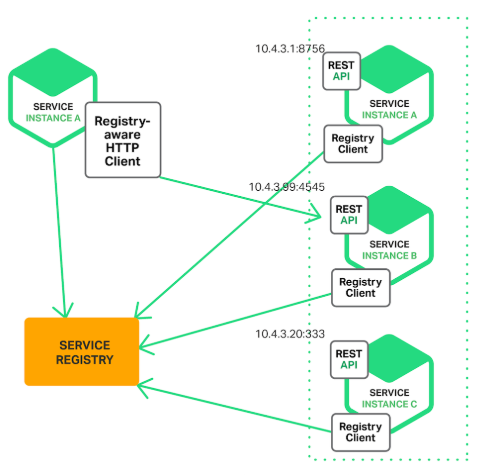 10.4.3.1:8756
REST
API
SERVICE
INSTANCE A
Registry
Client
SERVICE
INSTANCE A
Registry-
aware
HTTP
Client
10.4.3.99:4545
REST
API
SERVICE
INSTANCE B
Registry
Client
10.4.3.20:333
REST
API
SERVICE
INSTANCE C
Registry
Client
SERVICE
REGISTRY